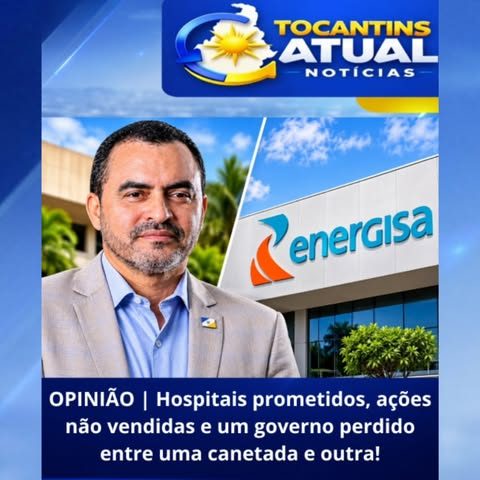 TOCANTINS
ATUAL
NOTÍCIAS
energisa
OPINIÃO | Hospitais prometidos, ações
não vendidas e um governo perdido
entre uma canetada e outra!